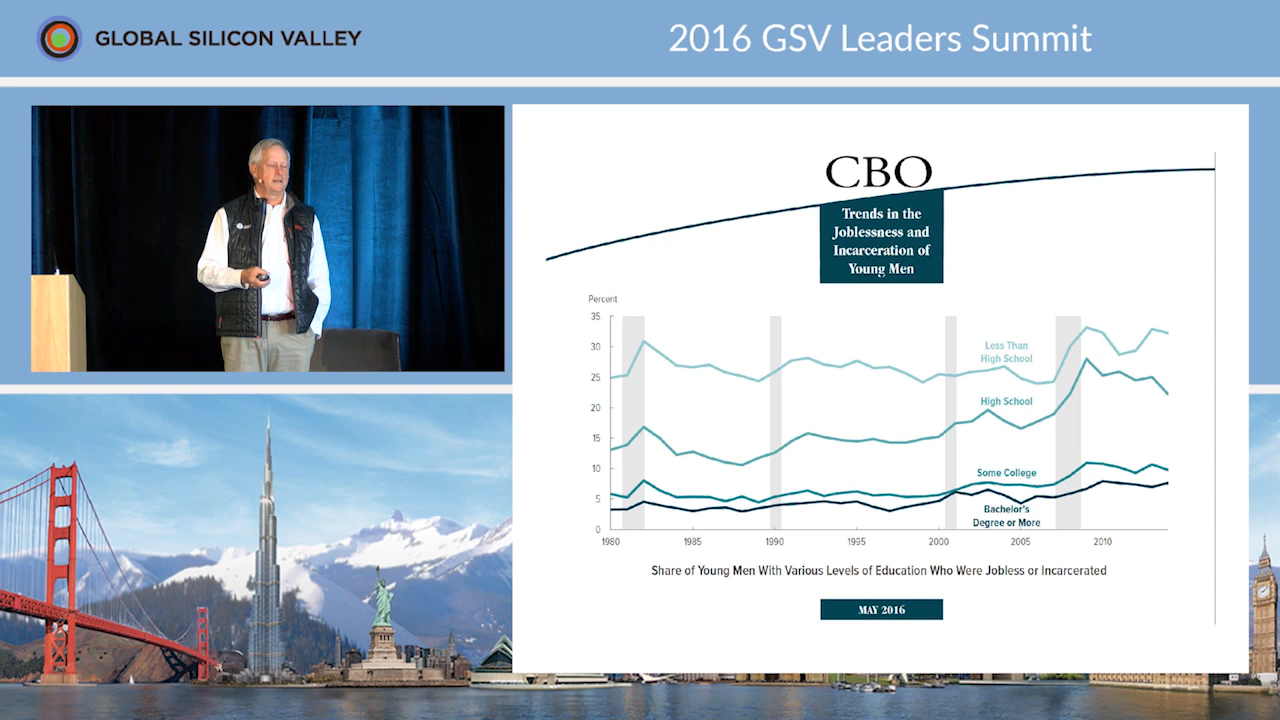 GLOBAL SILICON VALLEY
2016 GSV Leaders Summit
CBO
Trends in the
Joblessness and
Incarceration of
Young Men
Percent
35
30
25
20
15
10
5
0
Less Than
High School
High School
Some College
Bachelor's
Degree or More
1980 1985 1990 1995 2000 2005 2010
Share of Young Men With Various Levels of Education Who Were Jobless or Incarcerated
MAY 2016